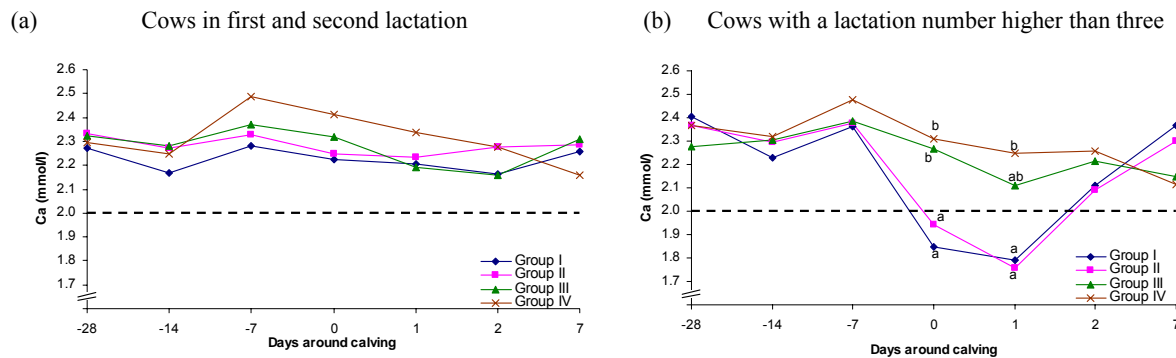 (a) Cows in first and second lactation
2.6
2.5
2.4
2.3
2.2
2.1
2.0
1.9
1.8
1.7
Ca (mmol/l)
Group I
Group II
Group III
Group IV
-28 -14 -7 0 1 2 7
Days around calving
(b) Cows with a lactation number higher than three
2.6
2.5
2.4
2.3
2.2
2.1
2.0
1.9
1.8
1.7
Ca (mmol/l)
b b
b ab
a a
a a
Group I
Group II
Group III
Group IV
-28 -14 -7 0 1 2 7
Days around calving